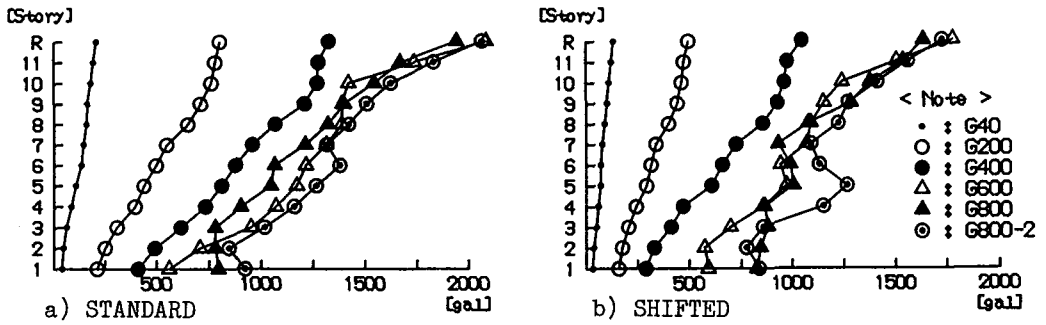 [Story]
R
11
10
9
8
7
6
5
4
3
2
1
500
1000
1500
2000
[gal]
a) STANDARD
[Story]
R
11
10
9
8
7
6
5
4
3
2
1
500
1000
1500
2000
[gal]
b) SHIFTED
< Note >
: G40
: G200
: G400
: G600
: G800
: G800-2